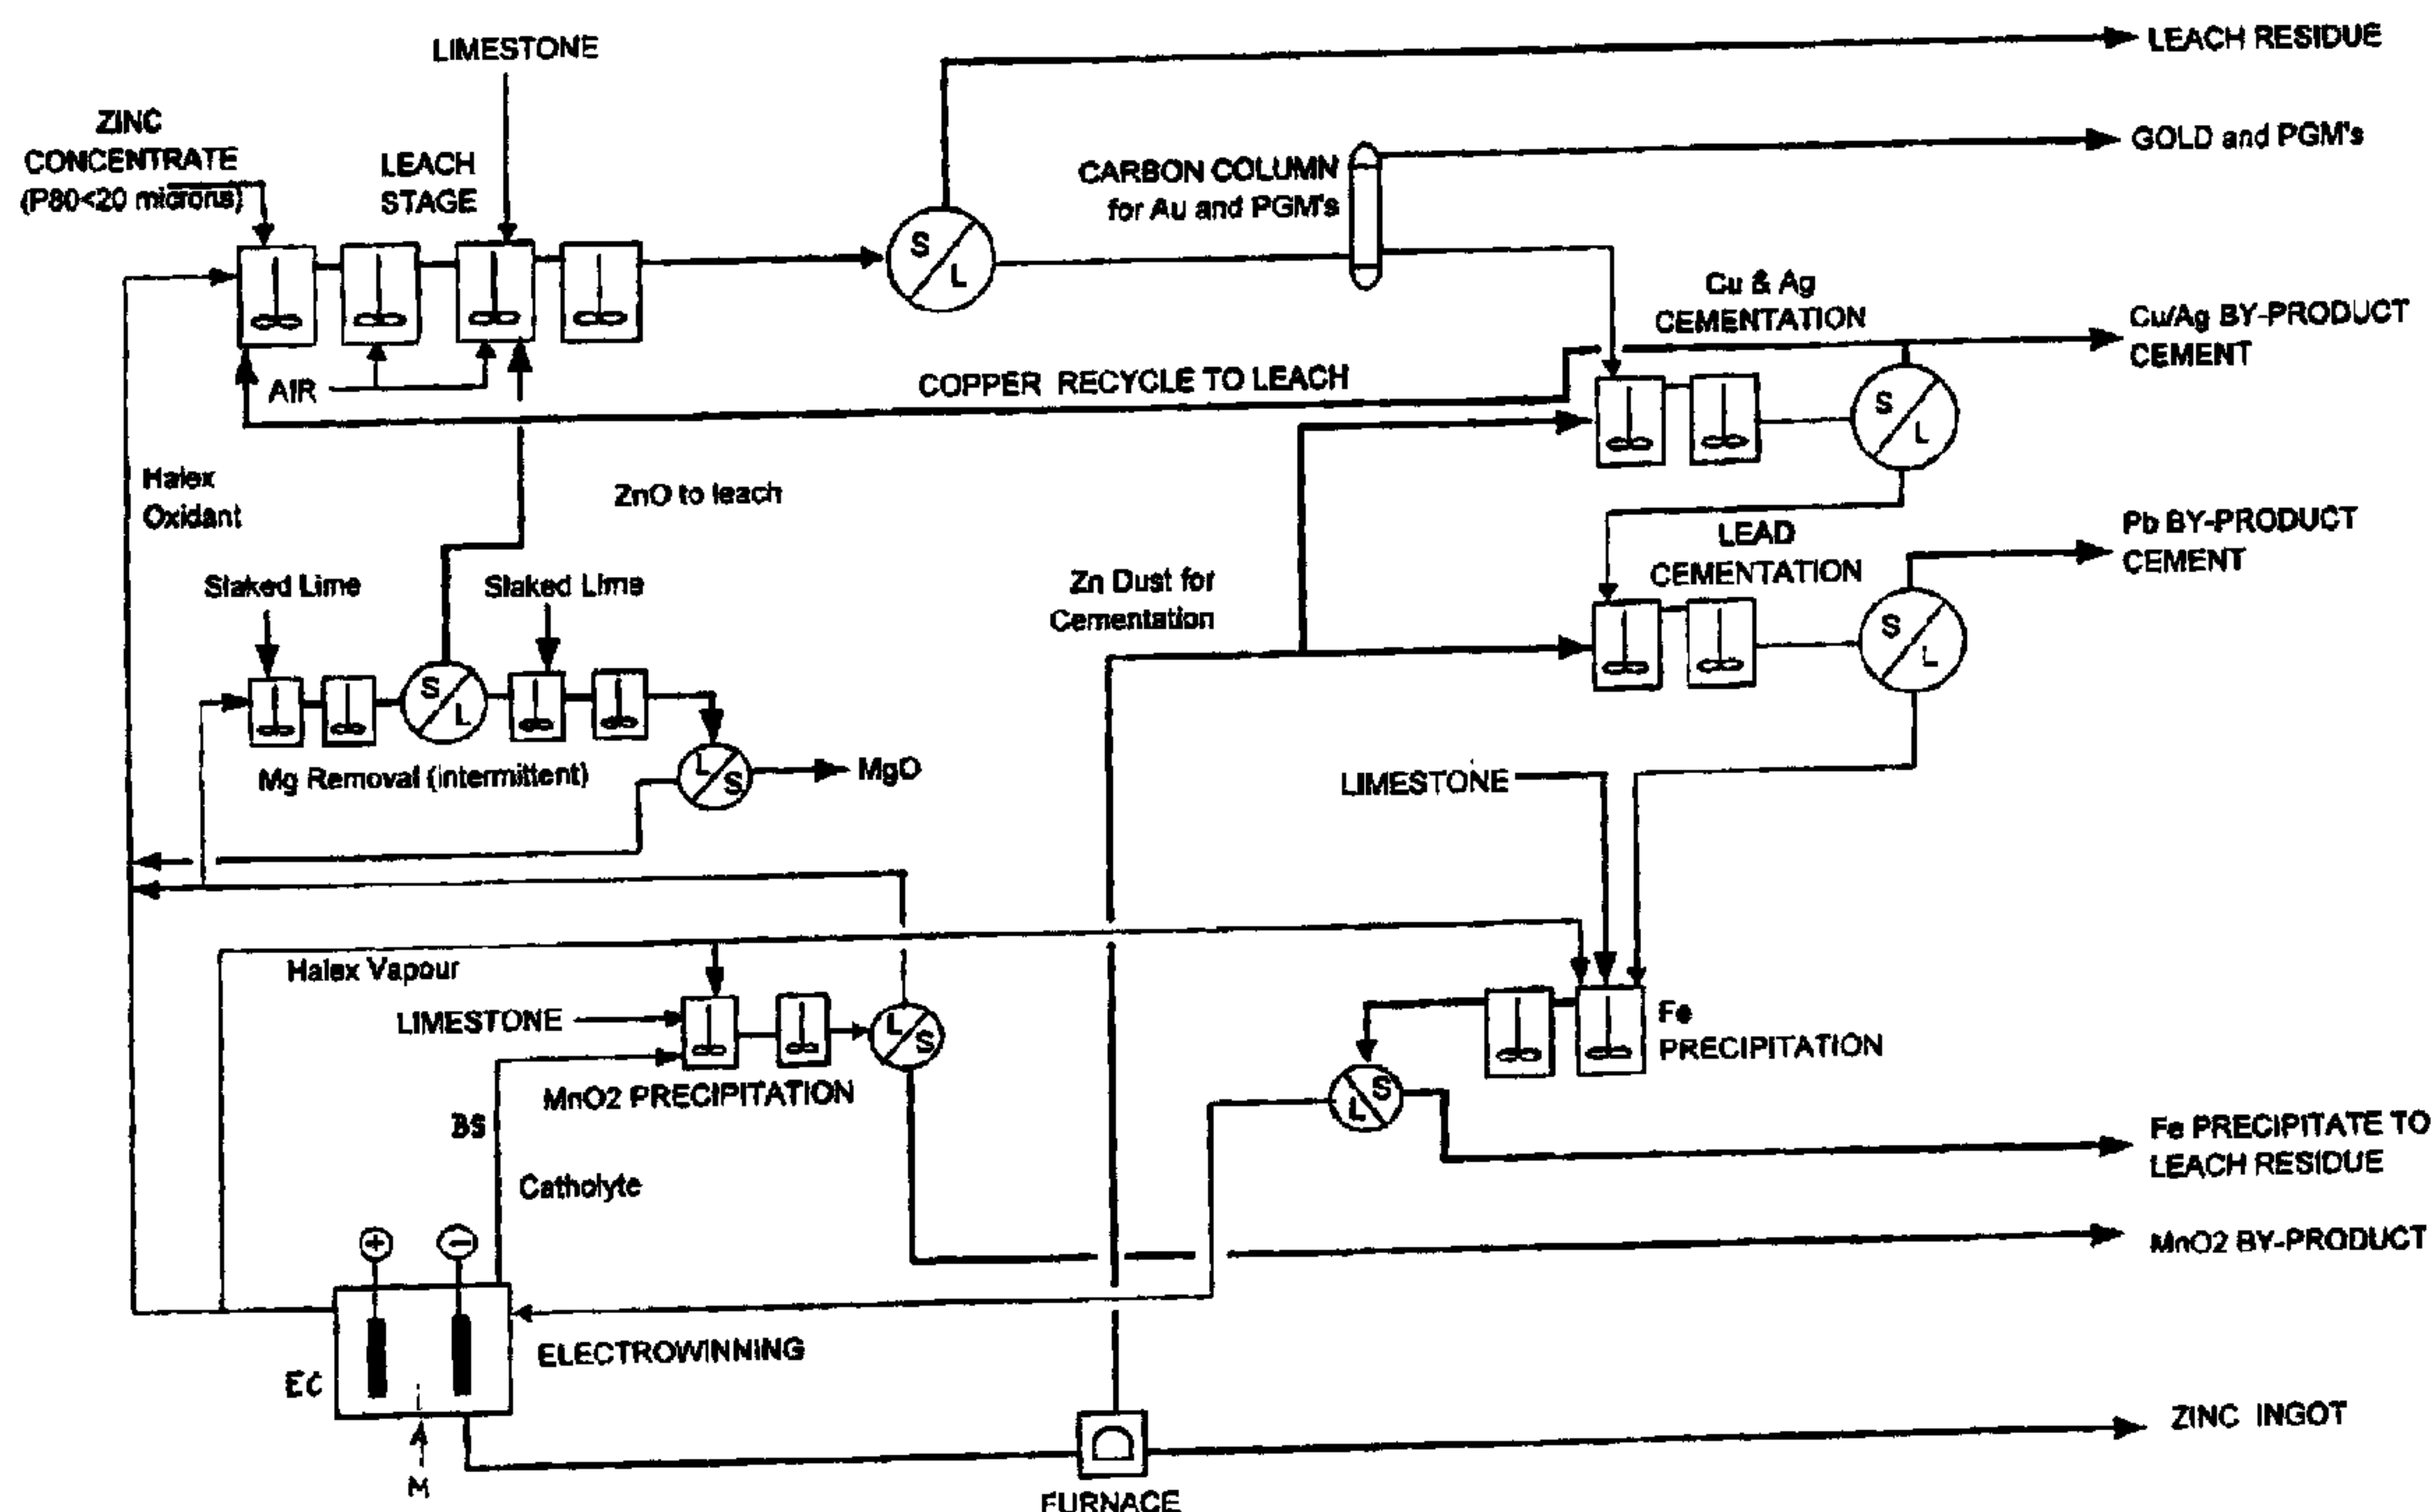 LIMESTONE
LEACH RESIDUE
ZINC
CONCENTRATE
(P80<20 microns)
LEACH
STAGE
GOLD and PGM's
CARBON COLUMN
for Au and PGM's
S
L
Cu & Ag
CEMENTATION
Cu/Ag BY-PRODUCT
CEMENT
AIR
COPPER RECYCLE TO LEACH
S
L
Halex
Oxidant
ZnO to leach
LEAD
CEMENTATION
Pb BY-PRODUCT
CEMENT
Slaked Lime
Slaked Lime
Zn Dust for
Cementation
S
L
S
L
Mg Removal (intermittent)
L
S
MgO
LIMESTONE
Halex Vapour
LIMESTONE
L
S
Fe
PRECIPITATION
MnO2 PRECIPITATION
S
L
BS
Catholyte
Fe PRECIPITATE TO
LEACH RESIDUE
MnO2 BY-PRODUCT
+
−
ELECTROWINNING
EC
A
M
ZINC INGOT
FURNACE